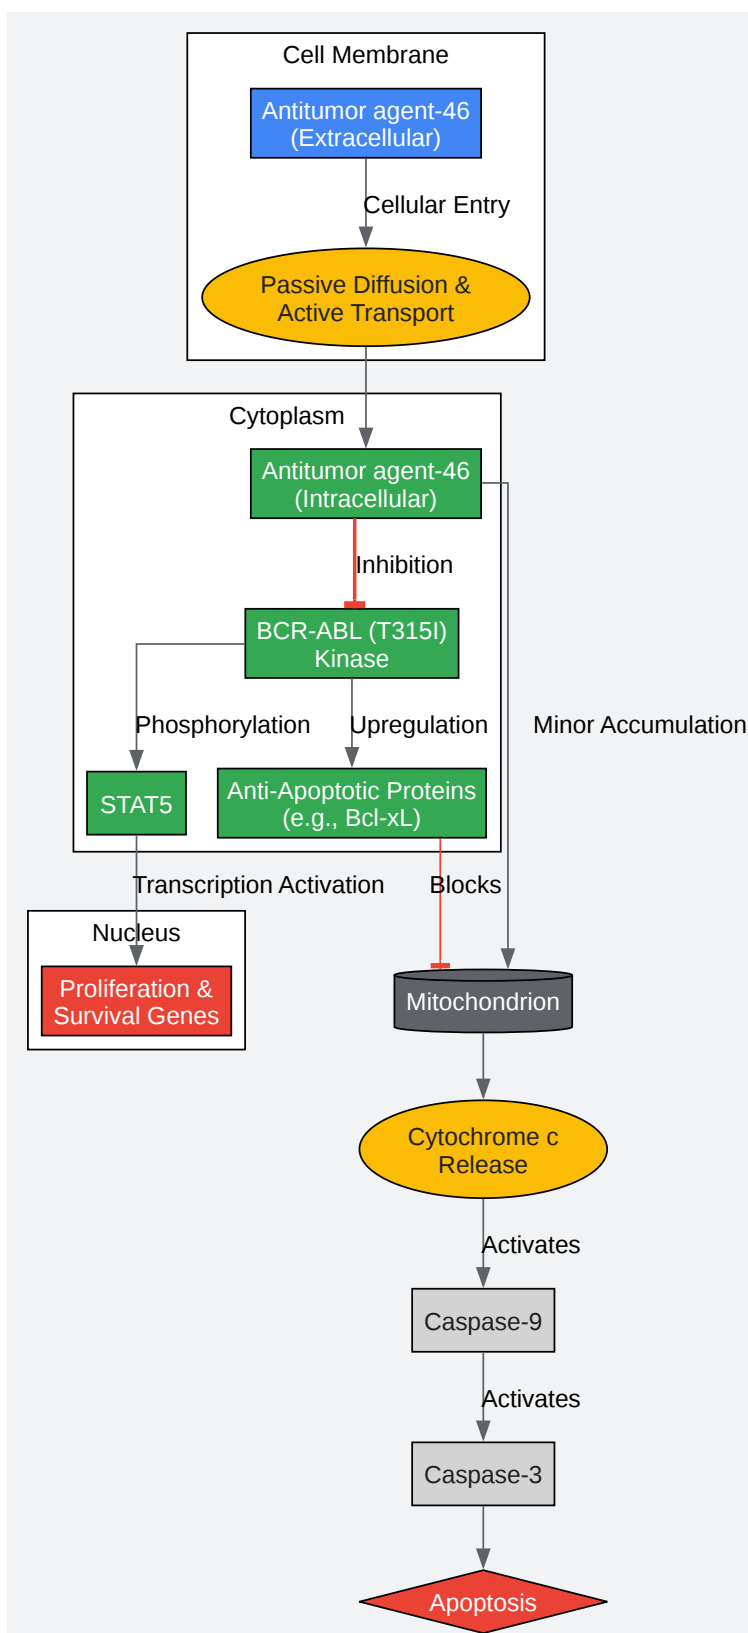 Cell Membrane
Antitumor agent-46
(Extracellular)
Cellular Entry
Passive Diffusion &
Active Transport
Cytoplasm
Antitumor agent-46
(Intracellular)
Inhibition
BCR-ABL (T315I)
Kinase
Phosphorylation
Upregulation
Minor Accumulation
STAT5
Anti-Apoptotic Proteins
(e.g., Bcl-xL)
Transcription Activation
Blocks
Nucleus
Proliferation &
Survival Genes
Mitochondrion
Cytochrome c
Release
Activates
Caspase-9
Activates
Caspase-3
Apoptosis